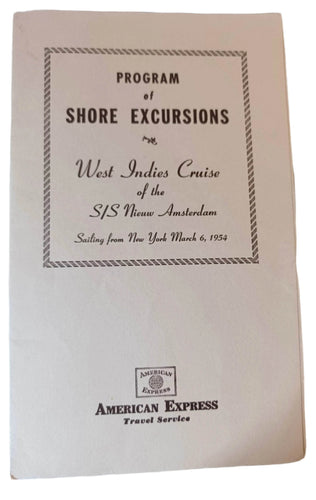 PROGRAM
of
SHORE EXCURSIONS
West Indies Cruise
of the
S/S Nieuw Amsterdam
Sailing from New York March 6, 1954
AMERICAN
EXPRESS
AMERICAN EXPRESS
Travel Service